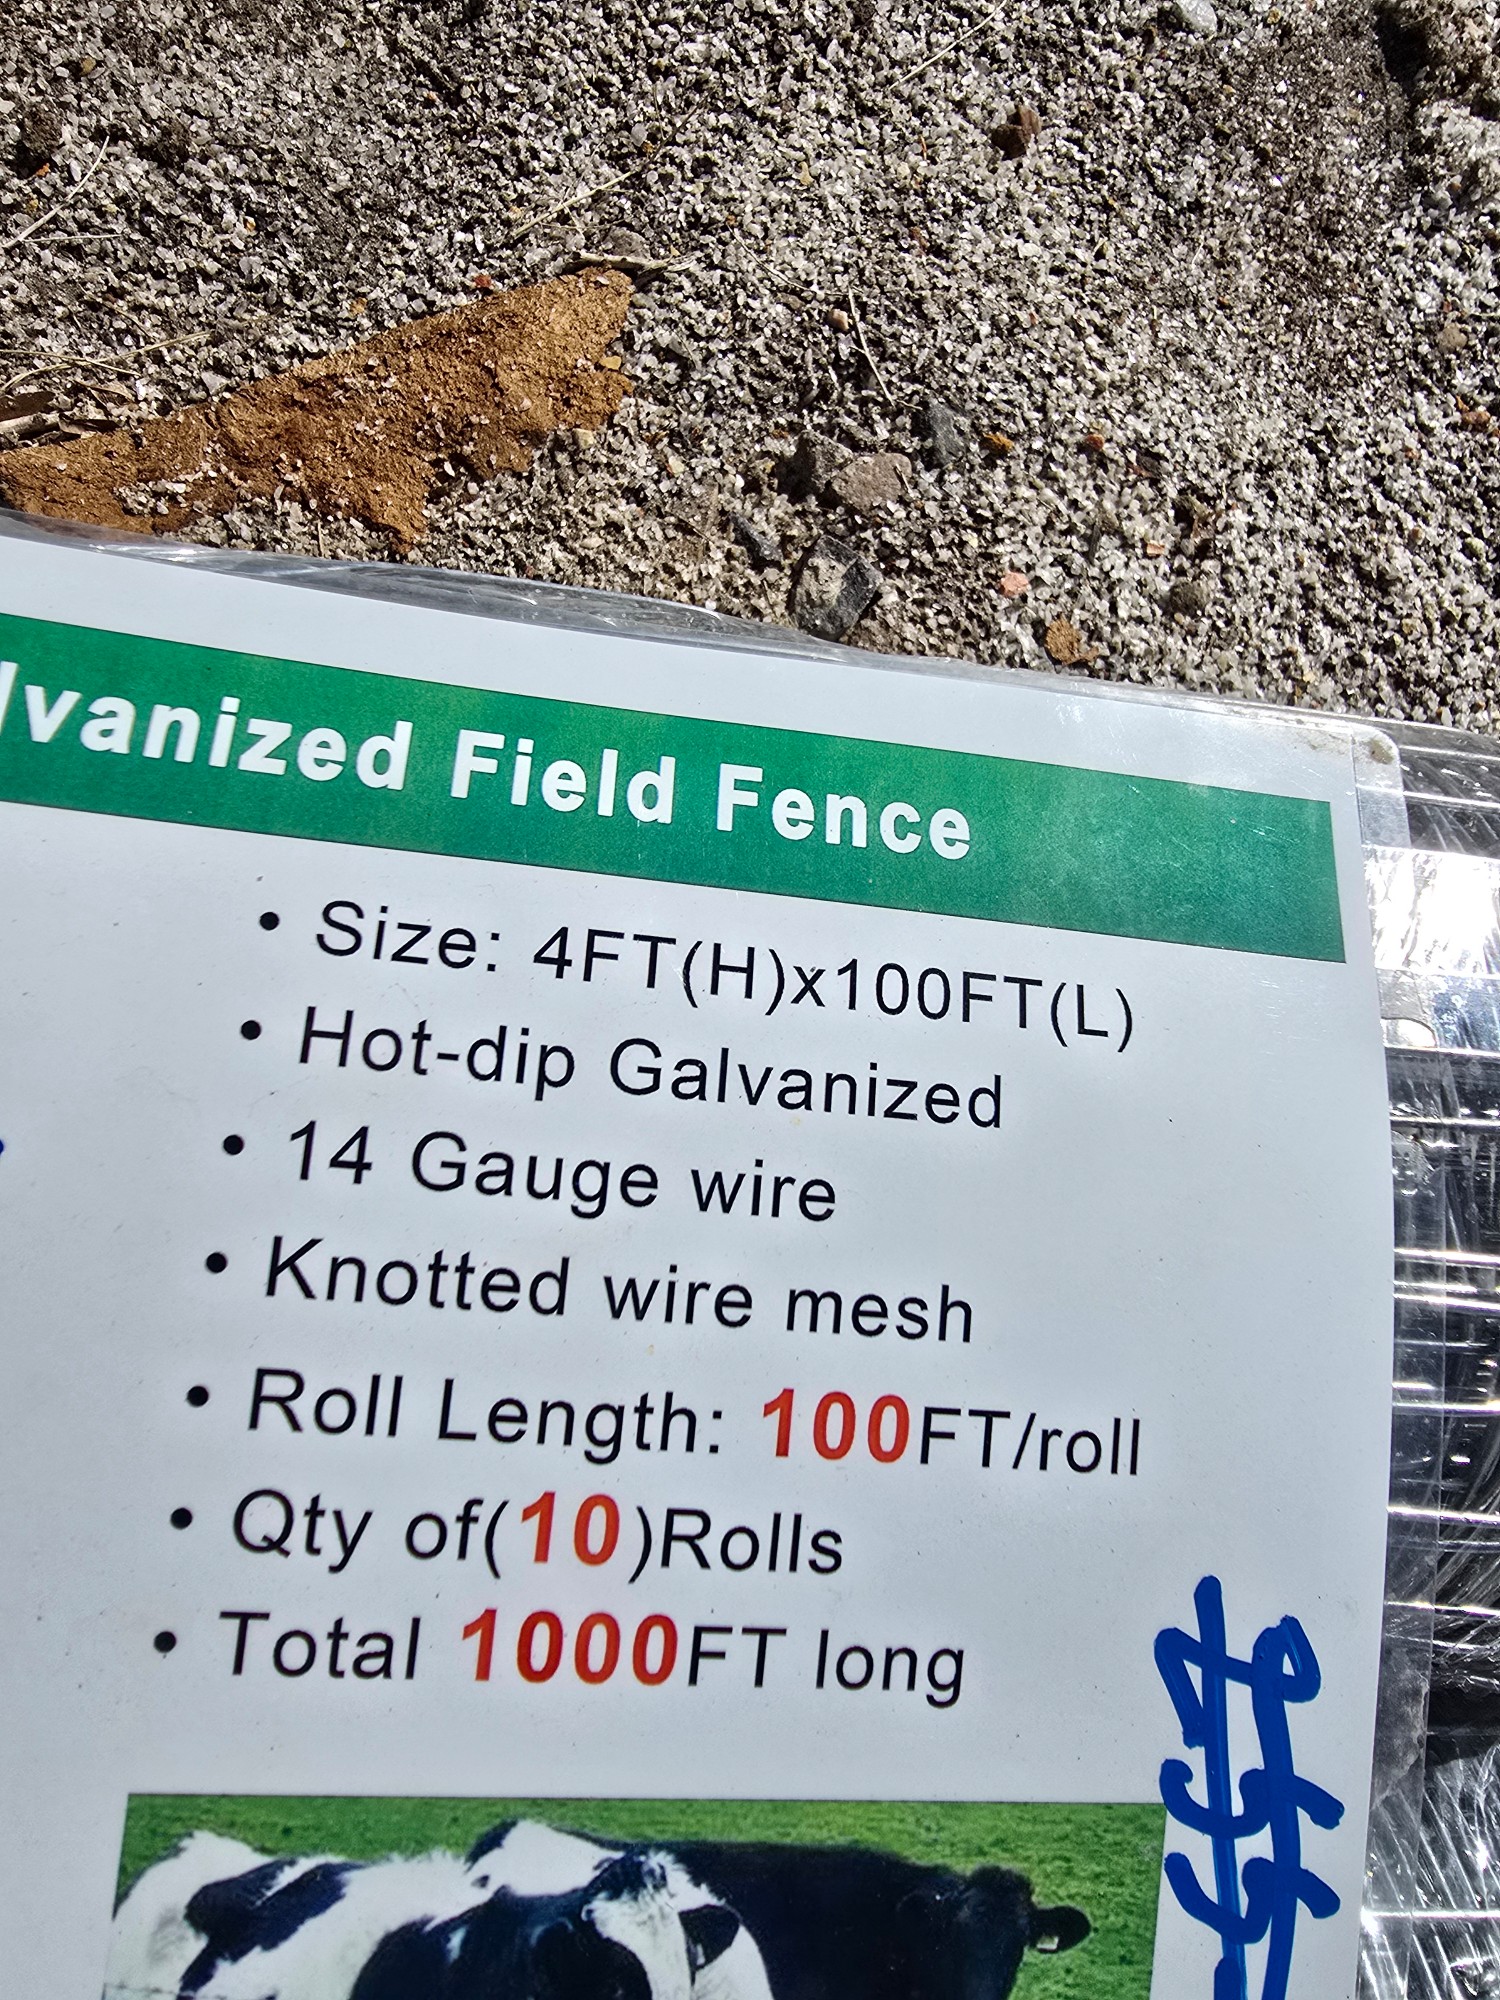 lvanized Field Fence
• Size: 4FT(H)x100FT(L)
• Hot-dip Galvanized
• 14 Gauge wire
• Knotted wire mesh
• Roll Length: 100FT/roll
• Qty of(10)Rolls
• Total 1000FT long